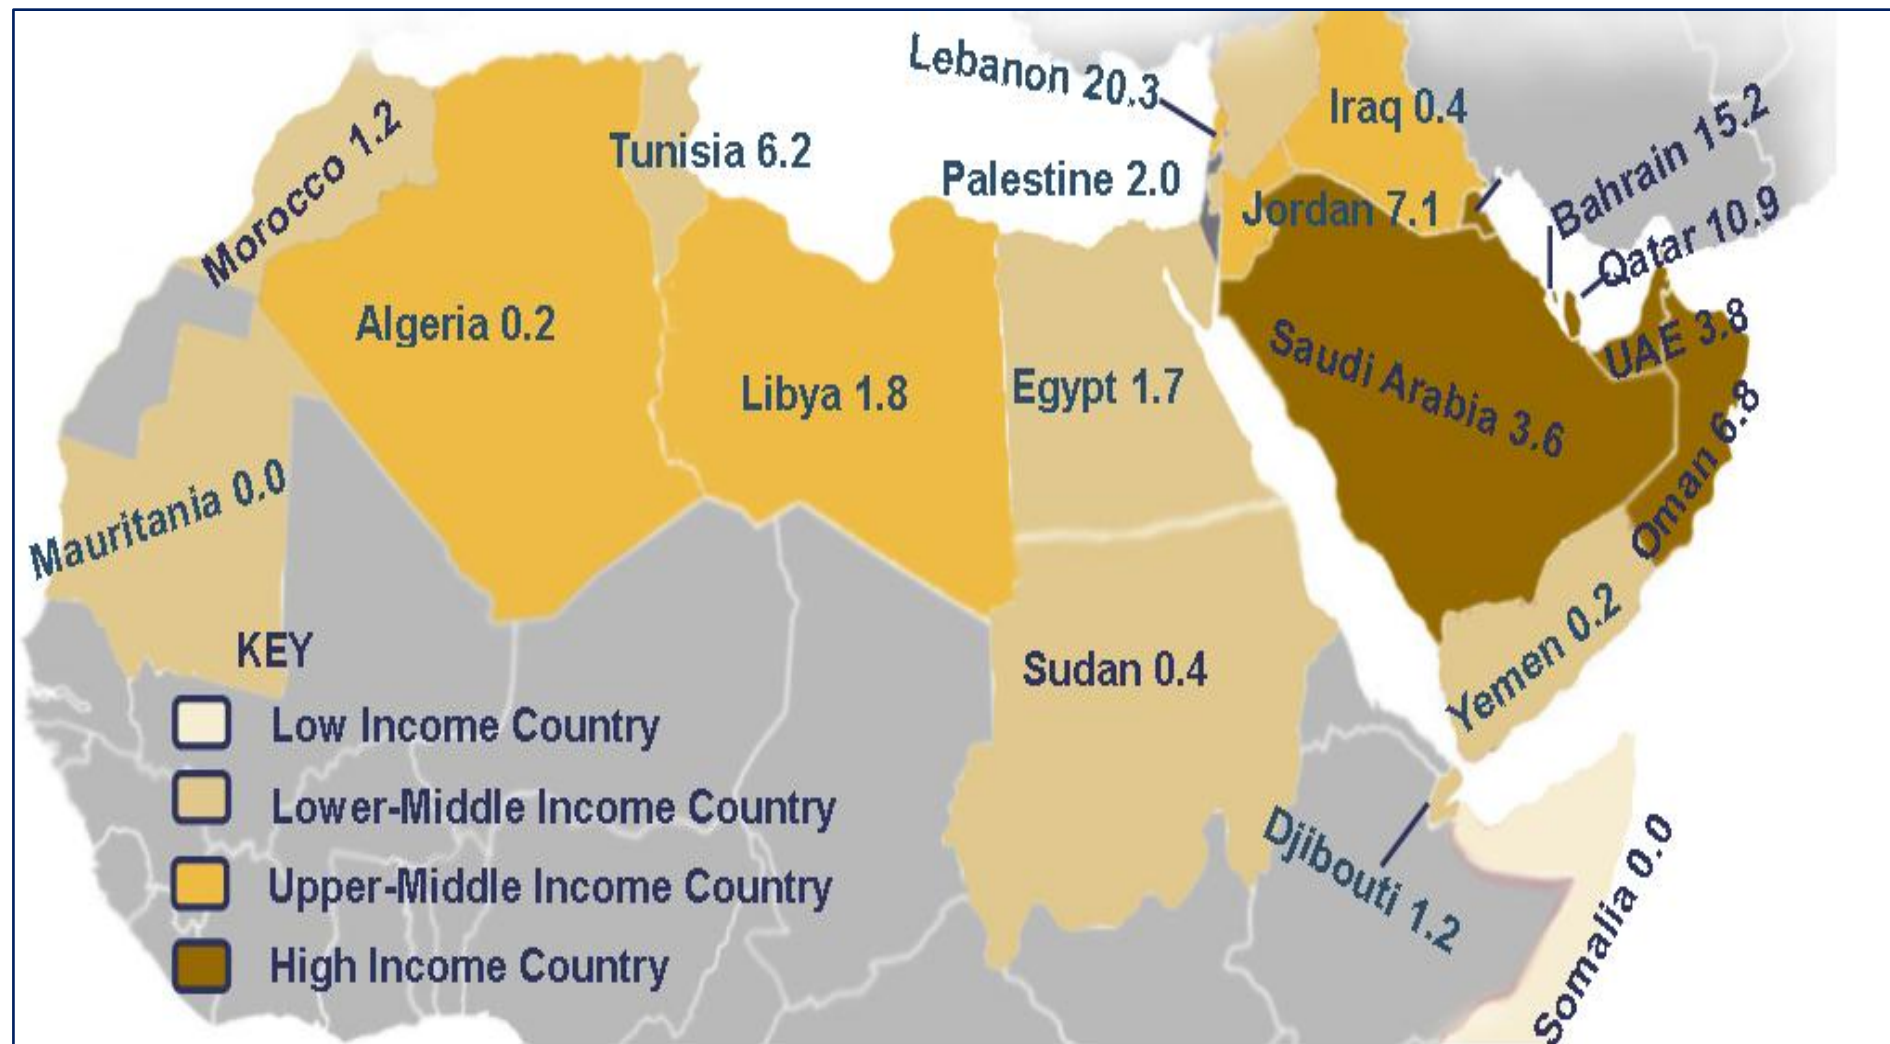 Lebanon 20.3
Iraq 0.4
Bahrain 15.2
Morocco 1.2
Tunisia 6.2
Palestine 2.0
Jordan 7.1
Qatar 10.9
Algeria 0.2
Libya 1.8
Egypt 1.7
Saudi Arabia 3.6
UAE 3.8
Oman 6.8
Mauritania 0.0
Yemen 0.2
Sudan 0.4
Djibouti 1.2
Somalia 0.0
KEY
Low Income Country
Lower-Middle Income Country
Upper-Middle Income Country
High Income Country